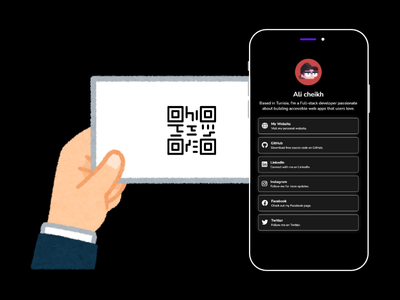 Ali cheikh
Based in Tunisia, I'm a Full-stack developer passionate
about building accessible web apps that users love.
My Website
Visit my personal website.
GitHub
Download free source code on GitHub.
LinkedIn
Connect with me on LinkedIn.
Instagram
Follow me for more updates.
Facebook
Check out my Facebook page.
Twitter
Follow me on Twitter.